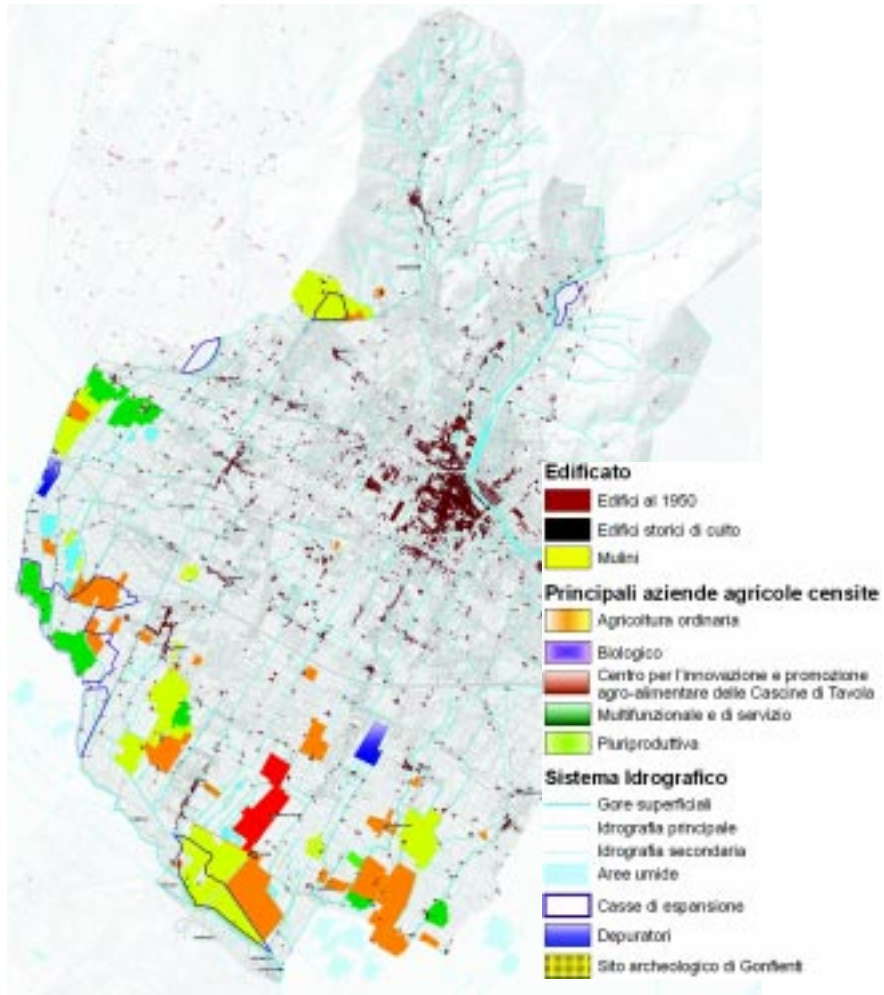 Edificato
Edifici al 1950
Edifici storici di culto
Mulini
Principali aziende agricole censite
Agricoltura ordinaria
Biologico
Centro per l'innovazione e promozione
agro-alimentare delle Cascine di Tavola
Multifunzionale e di servizio
Pluriproduttiva
Sistema Idrografico
Gore superficiali
Idrografia principale
Idrografia secondaria
Aree umide
Casse di espansione
Depuratori
Sito archeologico di Gonfienti